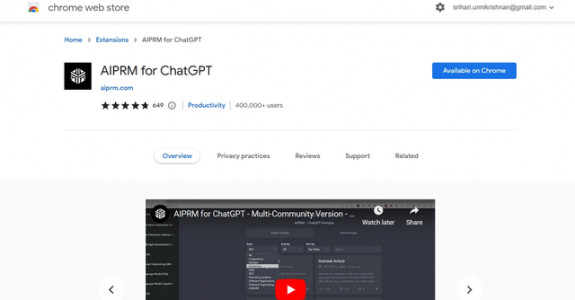 chrome web store
srihari.unnikrishnan@gmail.com
Home Extensions AIPRM for ChatGPT
AIPRM for ChatGPT
Available on Chrome
aiprm.com
649 Productivity 400,000+ users
Overview Privacy practices Reviews Support Related
AIPRM for ChatGPT - Multi-Community Version - ...
Watch later Share